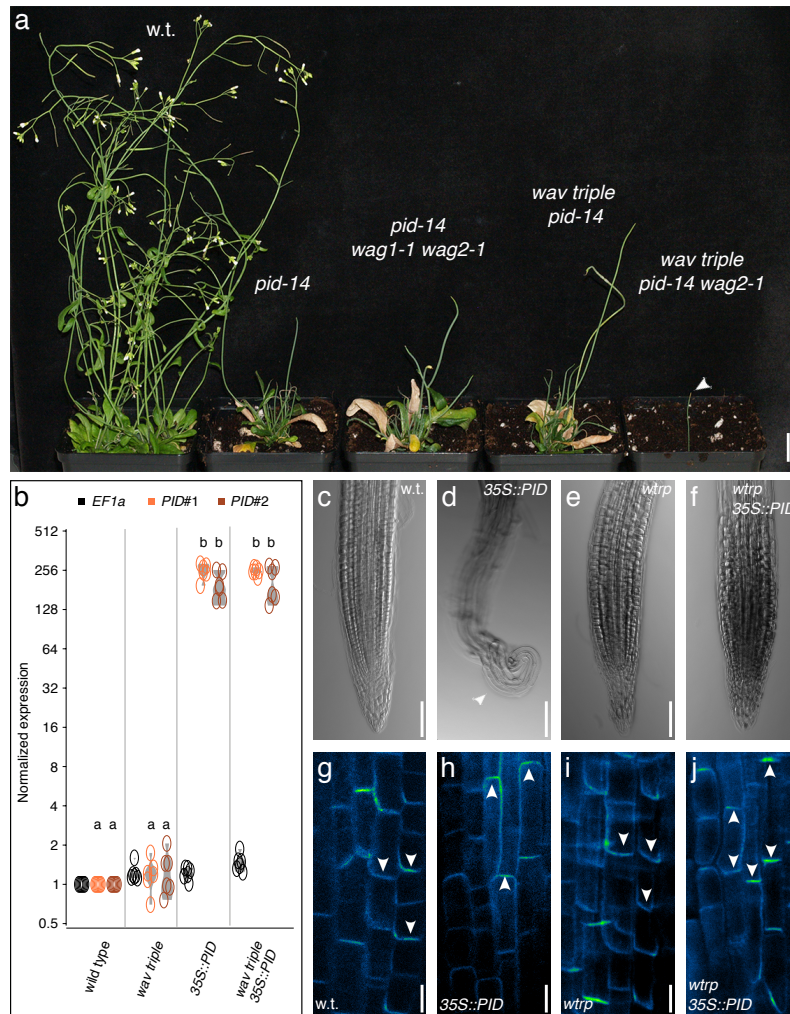 a
w.t.
pid-14
pid-14
wag1-1 wag2-1
wav triple
pid-14
wav triple
pid-14 wag2-1
b
EF1a PID#1 PID#2
Normalized expression
512
256
128
64
32
16
8
4
2
1
0.5
a a
a a
b b
b b
wild type
wav triple
35S::PID
wav triple
35S::PID
c
w.t.
d
35S::PID
e
wtrp
f
wtrp
35S::PID
g
w.t.
h
35S::PID
i
wtrp
j
wtrp
35S::PID